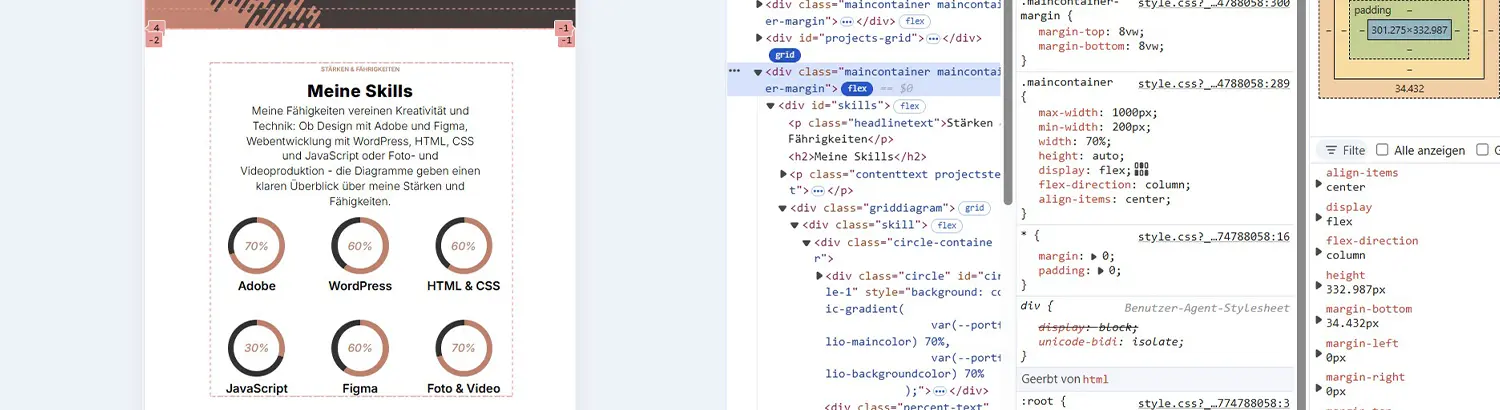 -4
-2
-1
-1
STÄRKEN & FÄHRIGKEITEN
Meine Skills
Meine Fähigkeiten vereinen Kreativität und
Technik: Ob Design mit Adobe und Figma,
Webentwicklung mit WordPress, HTML, CSS
und JavaScript oder Foto- und
Videoproduktion - die Diagramme geben einen
klaren Überblick über meine Stärken und
Fähigkeiten.
70%
60%
60%
Adobe
WordPress
HTML & CSS
30%
60%
70%
JavaScript
Figma
Foto & Video
<div class="maincontainer maincontai
er-margin"> ⋯ </div> flex
<div id="projects-grid"> ⋯ </div>
grid
⋯ <div class="maincontainer maincontai
er-margin"> flex == $0
<div id="skills"> flex
<p class="headlinetext">Stärken
Fährigkeiten</p>
<h2>Meine Skills</h2>
<p class="contenttext projectste
t"> ⋯ </p>
<div class="griddiagram"> grid
<div class="skill"> flex
<div class="circle-containe
r">
<div class="circle" id="cir
le-1" style="background: co
ic-gradient(
var(--port
lio-maincolor) 70%,
var(--port
lio-backgroundcolor) 70%
);"> ⋯ </div>
<div class="percent-text"
.maincontainer-
style.css?_…4788058:300
margin {
margin-top: 8vw;
margin-bottom: 8vw;
}
.maincontainer
style.css?_…4788058:289
{
max-width: 1000px;
min-width: 200px;
width: 70%;
height: auto;
display: flex;
flex-direction: column;
align-items: center;
}
* {
style.css?_…74788058:16
margin: 0;
padding: 0;
}
div {
Benutzer-Agent-Stylesheet
display: block;
unicode-bidi: isolate;
}
Geerbt von html
:root {
style.css?_…774788058:3
padding
–
– – – 301.275×332.987 – – –
–
–
34.432
Filte
Alle anzeigen
align-items
center
display
flex
flex-direction
column
height
332.987px
margin-bottom
34.432px
margin-left
0px
margin-right
0px